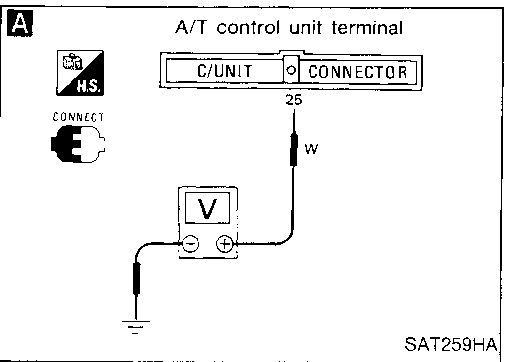 A
A/T control unit terminal
C/UNIT
CONNECTOR
H.S.
25
CONNECT
W
V
SAT259HA